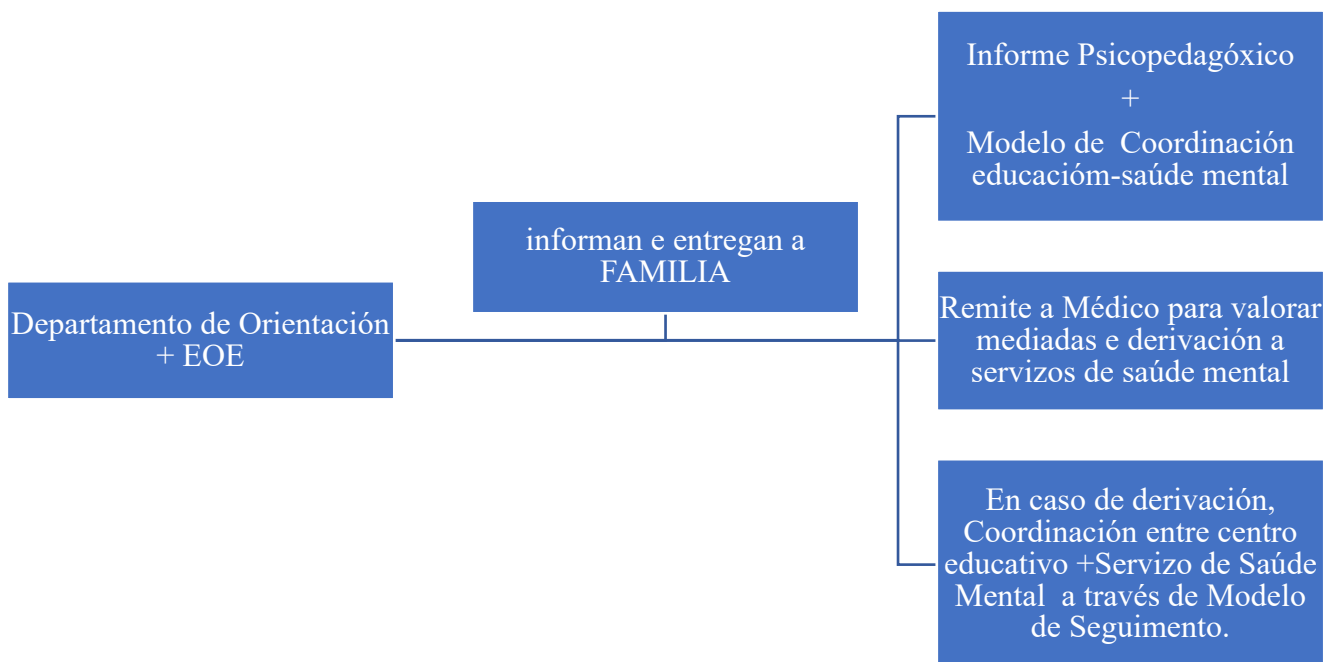 Departamento de Orientación
+ EOE
informan e entregan a
FAMILIA
Informe Psicopedagóxico
+
Modelo de Coordinación
educacióm-saúde mental
Remite a Médico para valorar
mediadas e derivación a
servizos de saúde mental
En caso de derivación,
Coordinación entre centro
educativo +Servizo de Saúde
Mental a través de Modelo
de Seguimento.